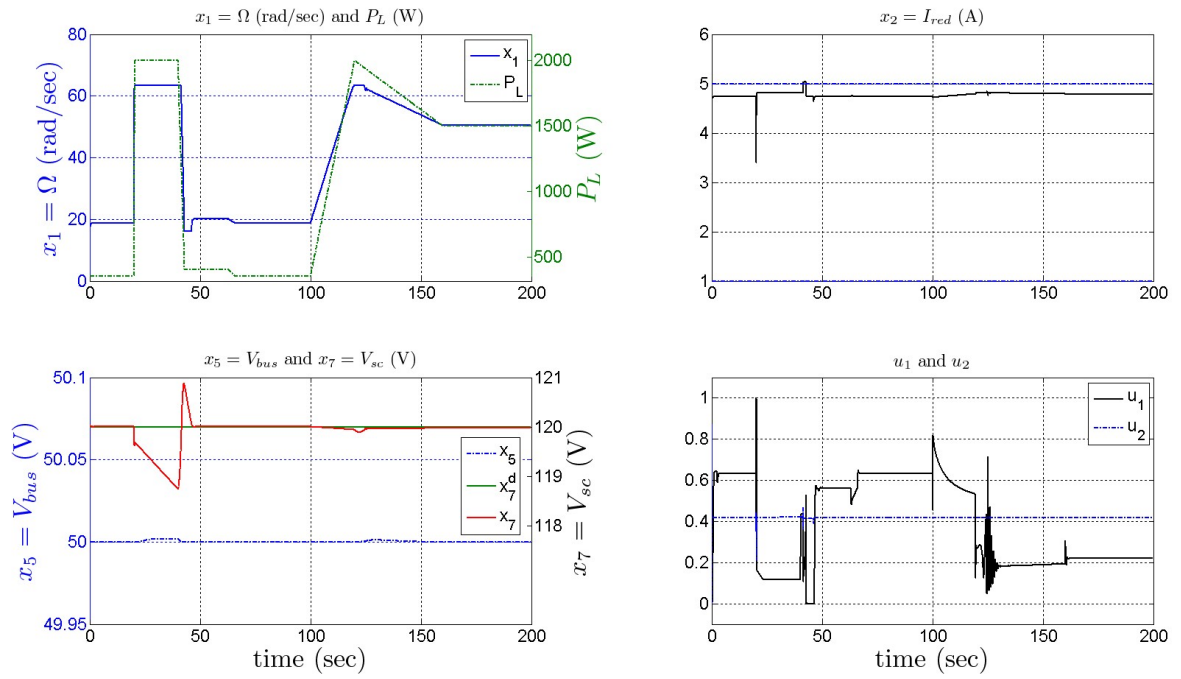 x₁ = Ω (rad/sec) and P_L (W)
80
60
40
20
0
x₁ = Ω (rad/sec)
x₁
P_L
2000
1500
1000
500
P_L (W)
0 50 100 150 200
x₂ = I_red (A)
6
5
4
3
2
1
0 50 100 150 200
x₅ = V_bus and x₇ = V_sc (V)
50.1
50.05
50
49.95
x₅ = V_bus (V)
121
120
119
118
x₇ = V_sc (V)
x₅
x₇ᵈ
x₇
0 50 100 150 200
time (sec)
u₁ and u₂
1
0.8
0.6
0.4
0.2
0
u₁
u₂
0 50 100 150 200
time (sec)